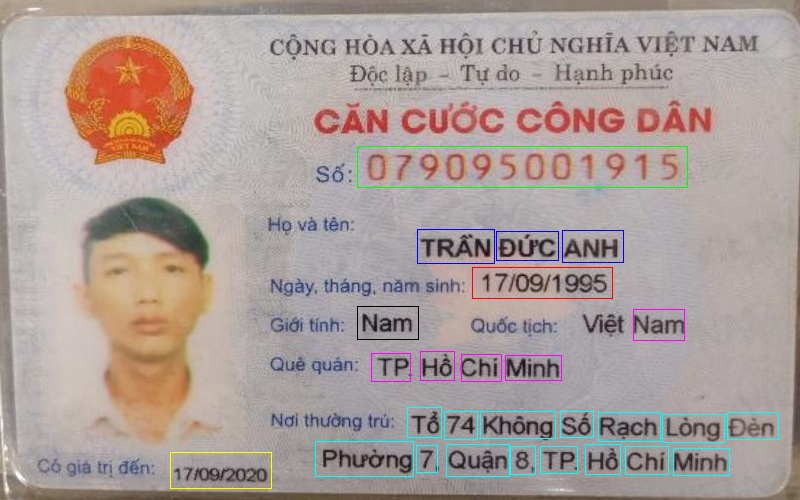 CỘNG HÒA XÃ HỘI CHỦ NGHĨA VIỆT NAM
Độc lập - Tự do - Hạnh phúc
CĂN CƯỚC CÔNG DÂN
Số: 079095001915
Họ và tên:
TRẦN ĐỨC ANH
Ngày, tháng, năm sinh: 17/09/1995
Giới tính: Nam Quốc tịch: Việt Nam
Quê quán: TP. Hồ Chí Minh
Nơi thường trú: Tổ 74 Không Số Rạch Lòng Đèn
Phường 7, Quận 8, TP. Hồ Chí Minh
Có giá trị đến: 17/09/2020
VIỆT NAM